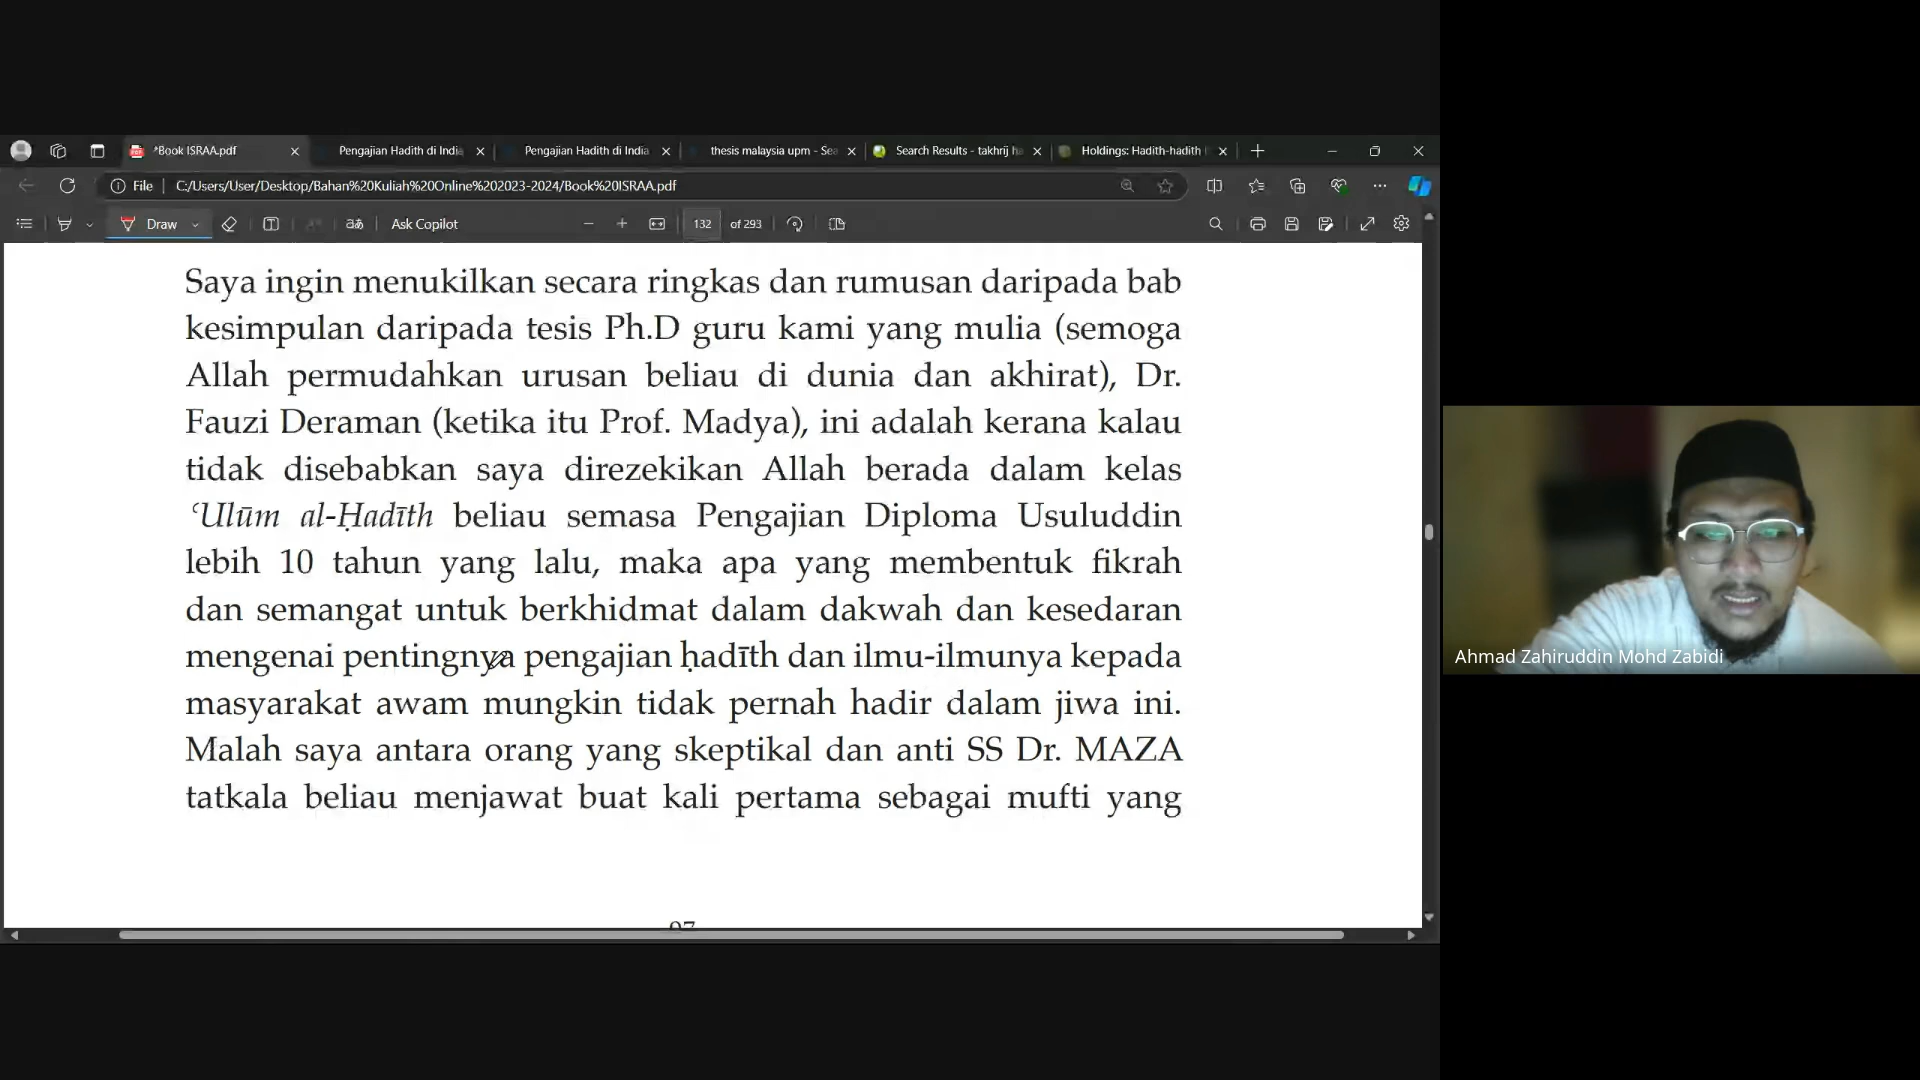 *Book ISRAA.pdf
Pengajian Hadith di Indi
Pengajian Hadith di India
thesis malaysia upm - Sea
Search Results - takhrij h
Holdings: Hadith-hadith
File
C:/Users/User/Desktop/Bahan%20Kuliah%20Online%202023-2024/Book%20ISRAA.pdf
Draw
Ask Copilot
132
of 293
Saya ingin menukilkan secara ringkas dan rumusan daripada bab
kesimpulan daripada tesis Ph.D guru kami yang mulia (semoga
Allah permudahkan urusan beliau di dunia dan akhirat), Dr.
Fauzi Deraman (ketika itu Prof. Madya), ini adalah kerana kalau
tidak disebabkan saya direzekikan Allah berada dalam kelas
ʿUlūm al-Ḥadīth beliau semasa Pengajian Diploma Usuluddin
lebih 10 tahun yang lalu, maka apa yang membentuk fikrah
dan semangat untuk berkhidmat dalam dakwah dan kesedaran
mengenai pentingnya pengajian ḥadīth dan ilmu-ilmunya kepada
masyarakat awam mungkin tidak pernah hadir dalam jiwa ini.
Malah saya antara orang yang skeptikal dan anti SS Dr. MAZA
tatkala beliau menjawat buat kali pertama sebagai mufti yang
Ahmad Zahiruddin Mohd Zabidi